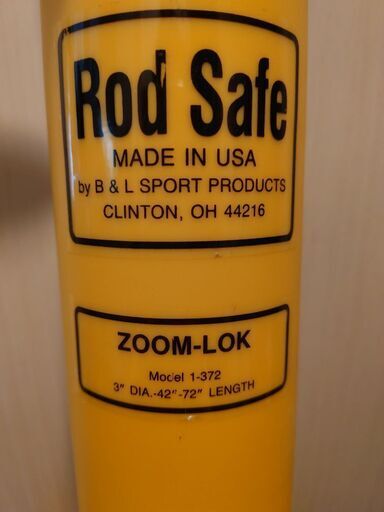 Rod Safe
MADE IN USA
by B & L SPORT PRODUCTS
CLINTON, OH 44216
ZOOM-LOK
Model 1-372
3" DIA.-42"-72" LENGTH